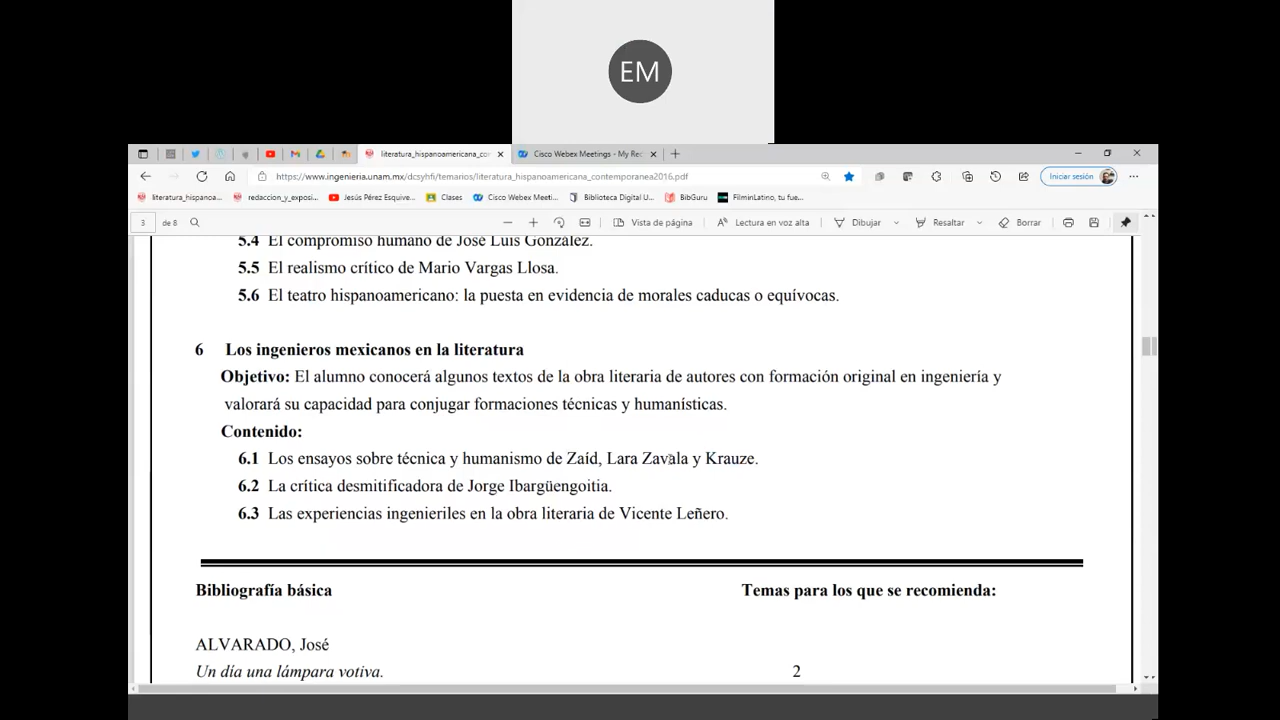 EM
literatura_hispanoamericana_co
Cisco Webex Meetings - My Rec
https://www.ingenieria.unam.mx/dcsyhfi/temarios/literatura_hispanoamericana_contemporanea2016.pdf
Iniciar sesión
literatura_hispanoa...
redaccion_y_exposi...
Jesús Pérez Esquive...
Clases
Cisco Webex Meeti...
Biblioteca Digital U...
BibGuru
FilminLatino, tu fue...
3 de 8
Vista de página
Lectura en voz alta
Dibujar
Resaltar
Borrar
5.4 El compromiso humano de José Luis González.
5.5 El realismo crítico de Mario Vargas Llosa.
5.6 El teatro hispanoamericano: la puesta en evidencia de morales caducas o equívocas.
6 Los ingenieros mexicanos en la literatura
Objetivo: El alumno conocerá algunos textos de la obra literaria de autores con formación original en ingeniería y
valorará su capacidad para conjugar formaciones técnicas y humanísticas.
Contenido:
6.1 Los ensayos sobre técnica y humanismo de Zaíd, Lara Zavala y Krauze.
6.2 La crítica desmitificadora de Jorge Ibargüengoitia.
6.3 Las experiencias ingenieriles en la obra literaria de Vicente Leñero.
Bibliografía básica
Temas para los que se recomienda:
ALVARADO, José
Un día una lámpara votiva.
2